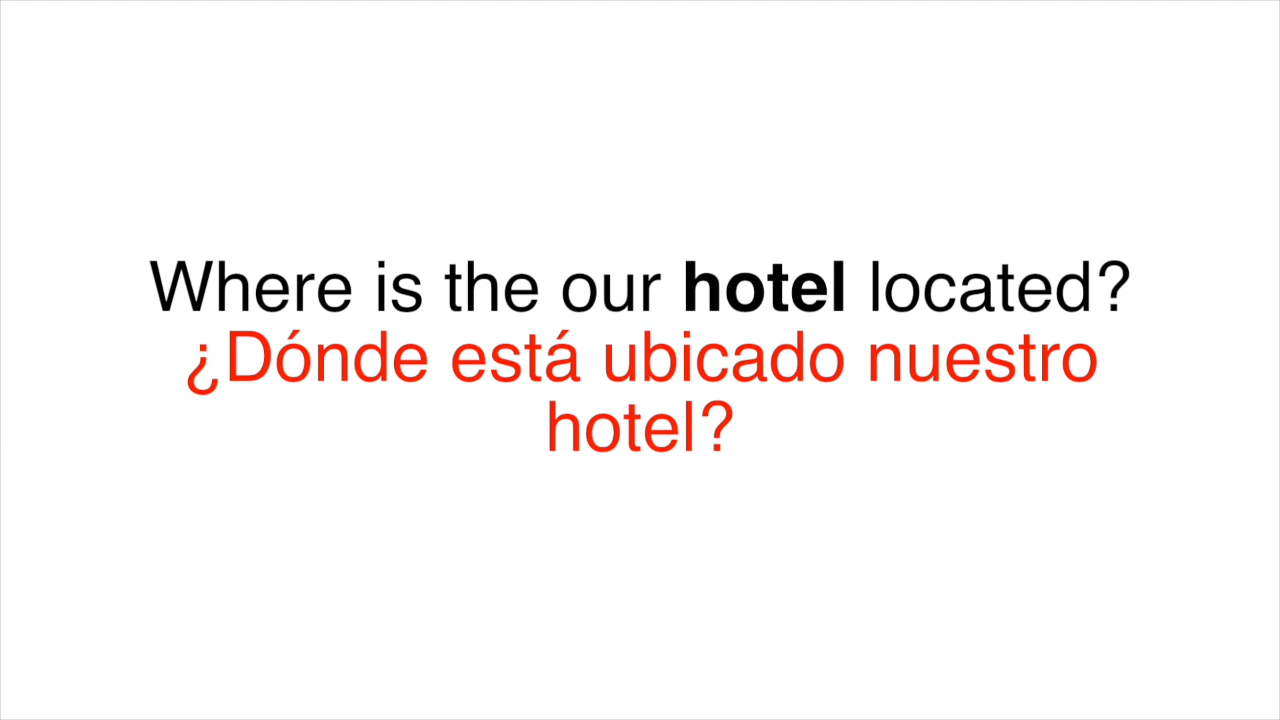 Where is the our hotel located?
¿Dónde está ubicado nuestro
hotel?